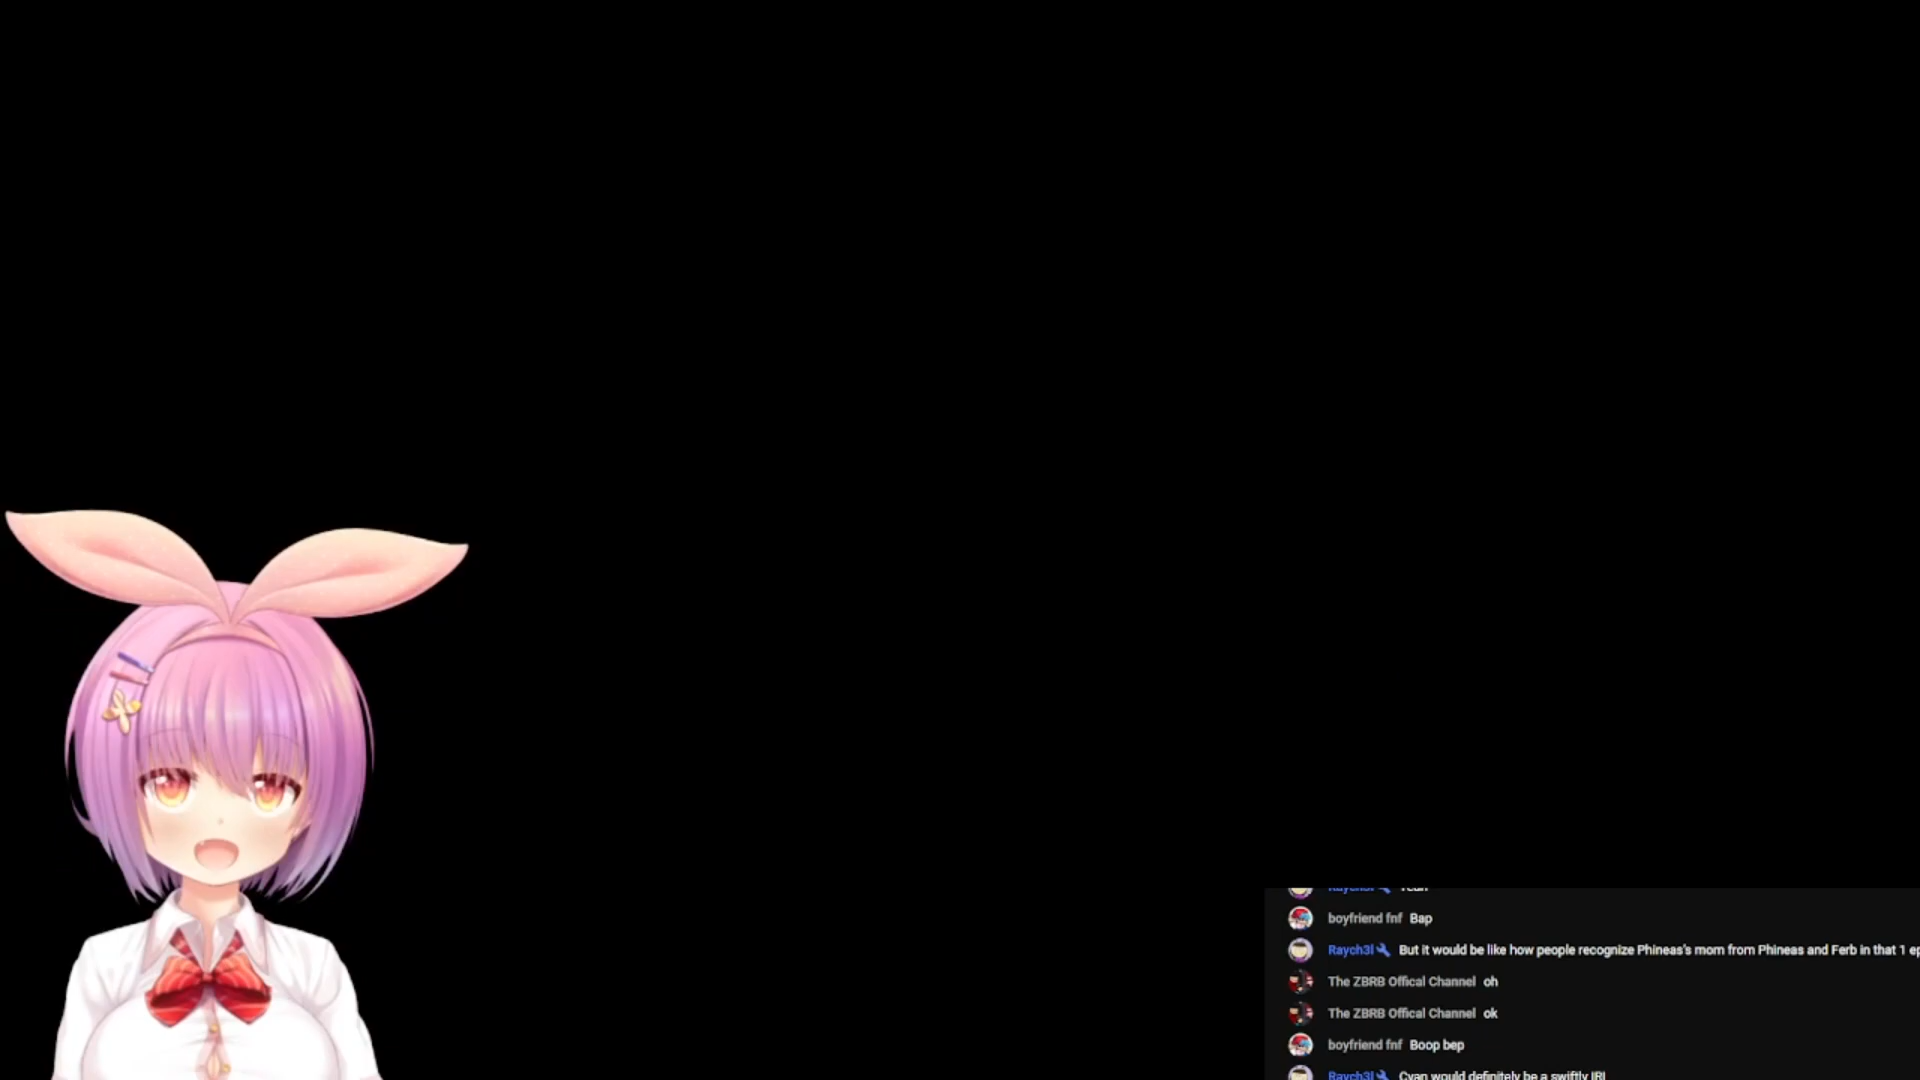 Raych3l Yeah
boyfriend fnf Bap
Raych3l But it would be like how people recognize Phineas's mom from Phineas and Ferb in that 1 ep
The ZBRB Offical Channel oh
The ZBRB Offical Channel ok
boyfriend fnf Boop bep
Raych3l Cyan would definitely be a swiftly IRL